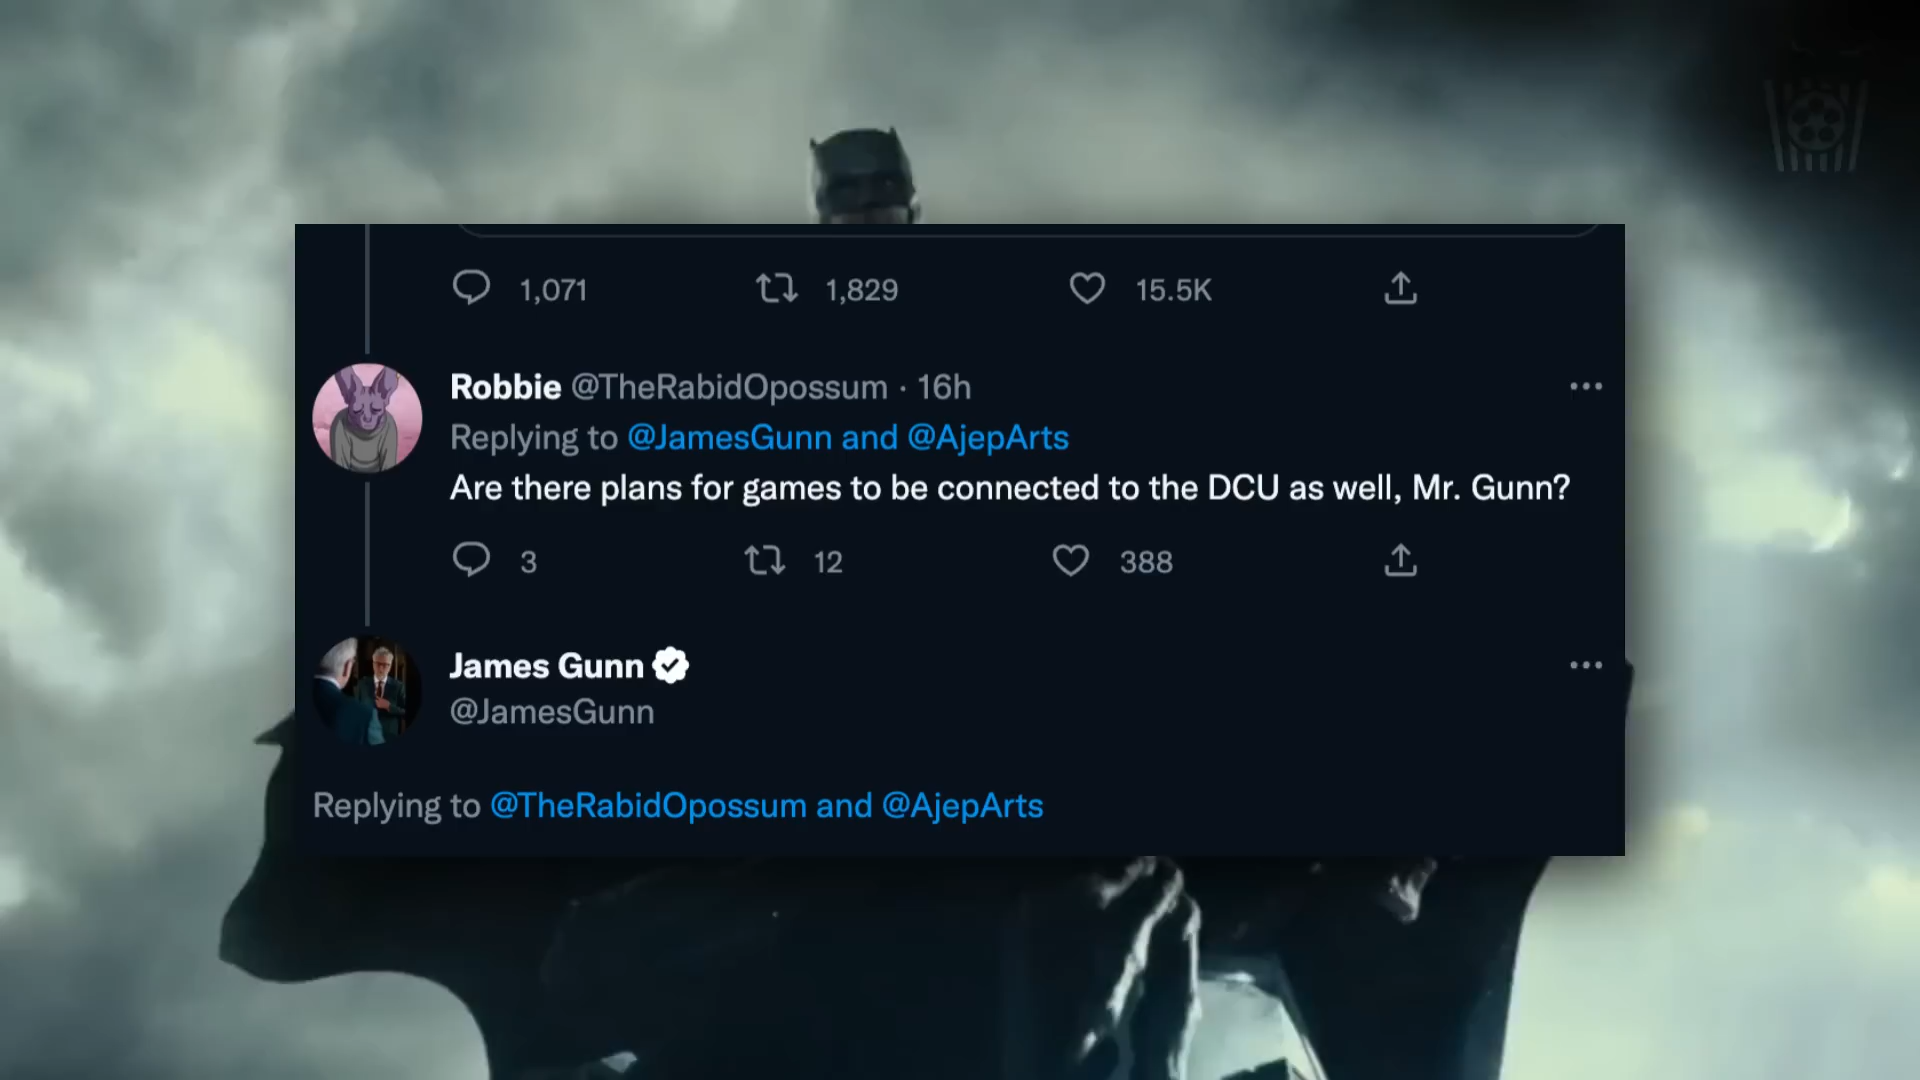 1,071 1,829 15.5K
Robbie @TheRabidOpossum · 16h
Replying to @JamesGunn and @AjepArts
Are there plans for games to be connected to the DCU as well, Mr. Gunn?
3 12 388
James Gunn
@JamesGunn
Replying to @TheRabidOpossum and @AjepArts